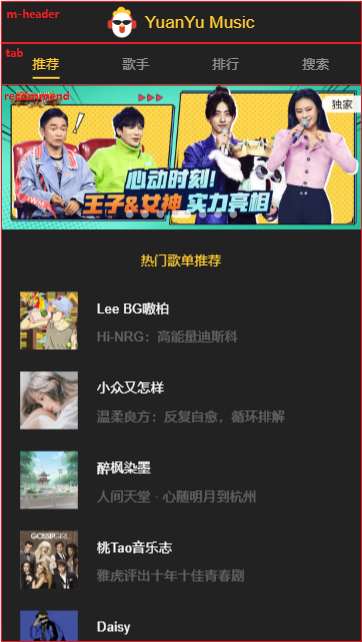 m-header
YuanYu Music
tab
推荐 歌手 排行 搜索
recommend
独家
心动时刻!
王子&女神 实力亮相
热门歌单推荐
Lee BG嗷柏
Hi-NRG：高能量迪斯科
小众又怎样
温柔良方：反复自愈，循环排解
醉枫染墨
人间天堂 · 心随明月到杭州
GOSSIP GIRL
桃Tao音乐志
雅虎评出十年十佳青春剧
Daisy